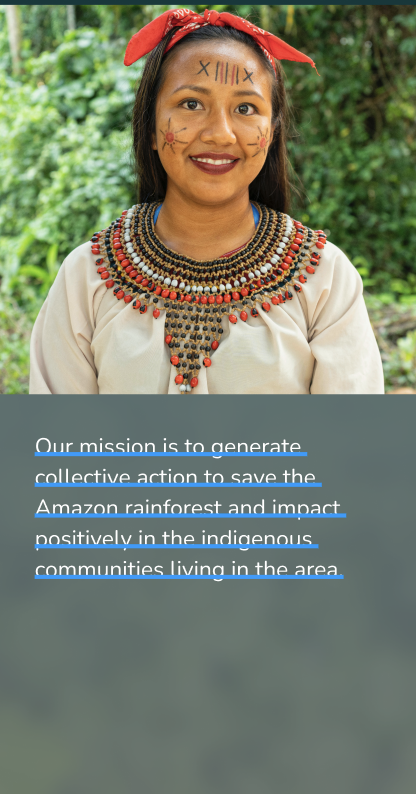 Our mission is to generate
collective action to save the
Amazon rainforest and impact
positively in the indigenous
communities living in the area.